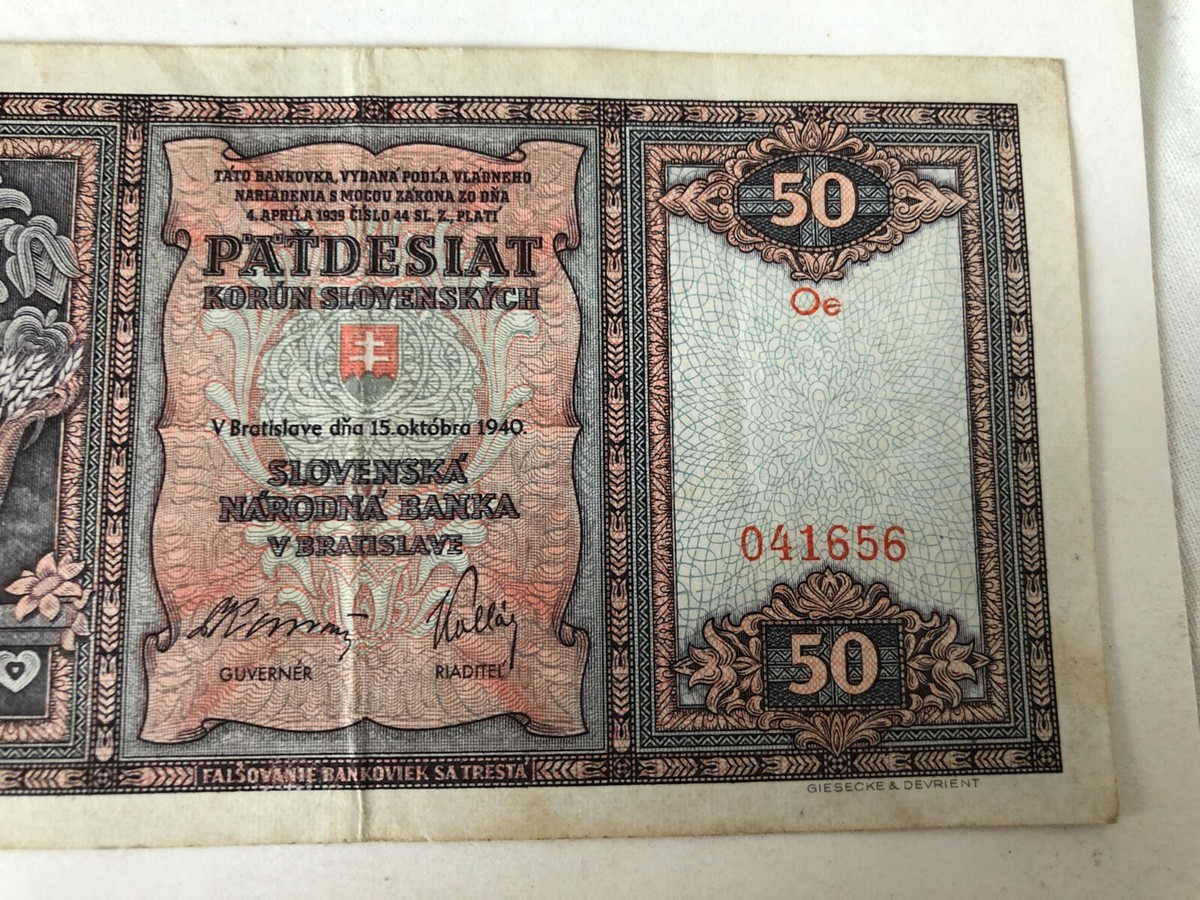 TÁTO BANKOVKA, VYDANÁ PODĽA VLÁDNEHO
NARIADENIA S MOCOU ZÁKONA ZO DŇA
4. APRÍLA 1939 ČÍSLO 44 SL. Z., PLATÍ
PÄŤDESIAT
KORÚN SLOVENSKÝCH
V Bratislave dňa 15. októbra 1940.
SLOVENSKÁ
NÁRODNÁ BANKA
V BRATISLAVE
GUVERNÉR
RIADITEĽ
FALŠOVANIE BANKOVIEK SA TRESTÁ
50
Oe
041656
50
GIESECKE & DEVRIENT